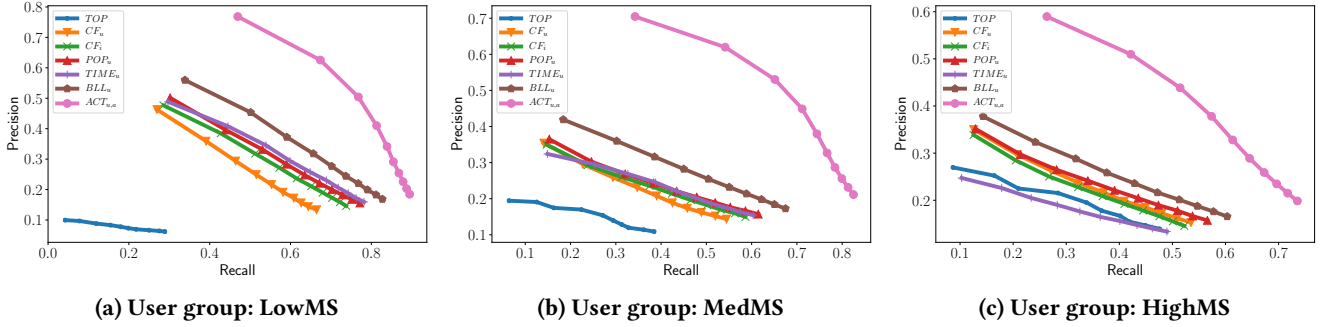 0.8
0.7
0.6
0.5
0.4
0.3
0.2
0.1
Precision
TOP
CFu
CFi
POPu
TIMEu
BLLu
ACTu,a
0.0 0.2 0.4 0.6 0.8
Recall
(a) User group: LowMS
0.7
0.6
0.5
0.4
0.3
0.2
0.1
Precision
TOP
CFu
CFi
POPu
TIMEu
BLLu
ACTu,a
0.1 0.2 0.3 0.4 0.5 0.6 0.7 0.8
Recall
(b) User group: MedMS
0.6
0.5
0.4
0.3
0.2
Precision
TOP
CFu
CFi
POPu
TIMEu
BLLu
ACTu,a
0.1 0.2 0.3 0.4 0.5 0.6 0.7
Recall
(c) User group: HighMS